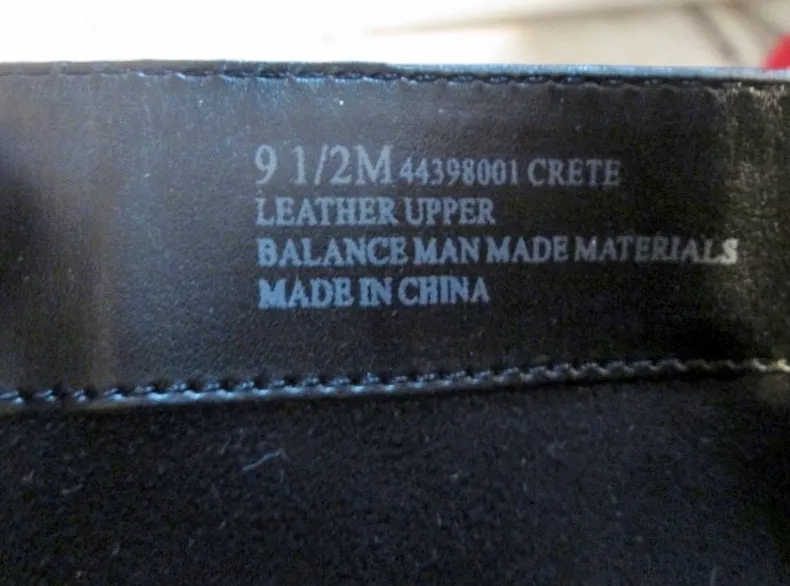 9 1/2M 44398001 CRETE
LEATHER UPPER
BALANCE MAN MADE MATERIALS
MADE IN CHINA